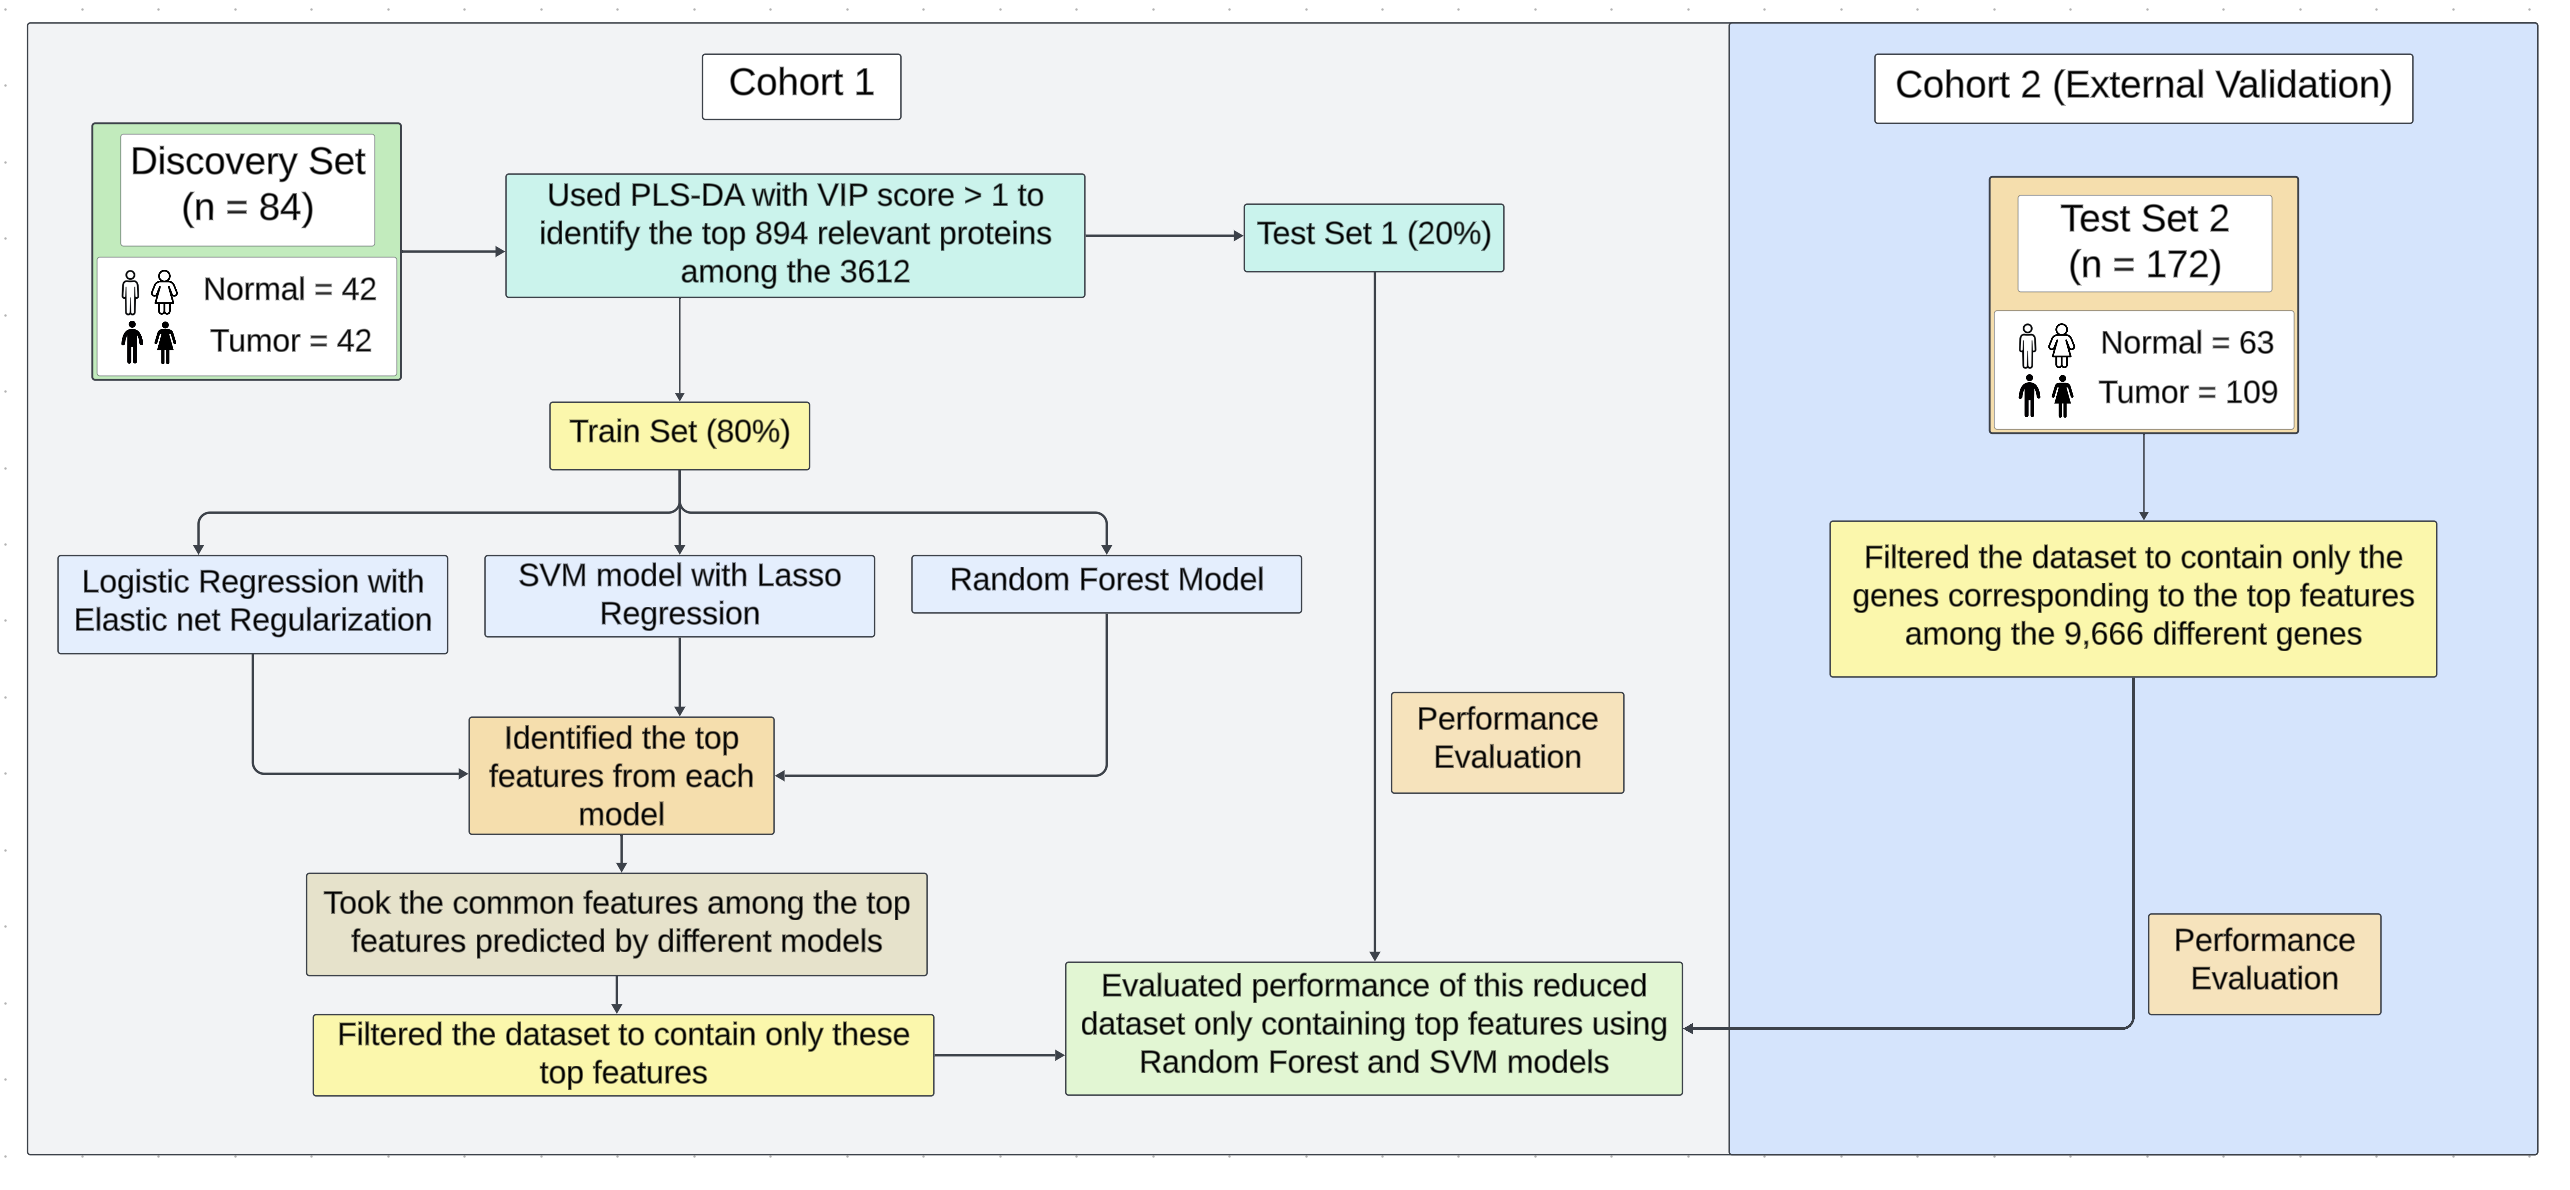 Cohort 1
Discovery Set
(n = 84)
Normal = 42
Tumor = 42
Used PLS-DA with VIP score > 1 to
identify the top 894 relevant proteins
among the 3612
Test Set 1 (20%)
Train Set (80%)
Logistic Regression with
Elastic net Regularization
SVM model with Lasso
Regression
Random Forest Model
Identified the top
features from each
model
Performance
Evaluation
Took the common features among the top
features predicted by different models
Filtered the dataset to contain only these
top features
Evaluated performance of this reduced
dataset only containing top features using
Random Forest and SVM models
Cohort 2 (External Validation)
Test Set 2
(n = 172)
Normal = 63
Tumor = 109
Filtered the dataset to contain only the
genes corresponding to the top features
among the 9,666 different genes
Performance
Evaluation